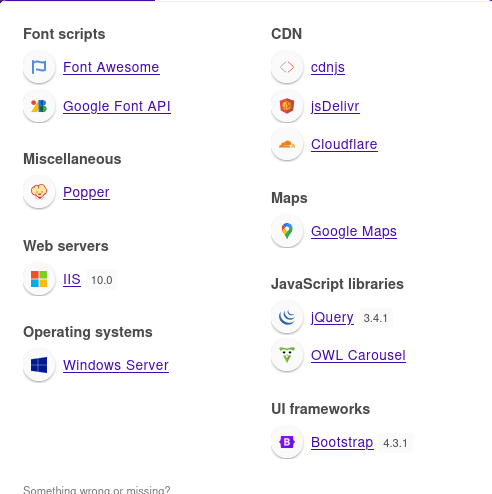 Font scripts
Font Awesome
Google Font API
Miscellaneous
Popper
Web servers
IIS 10.0
Operating systems
Windows Server
CDN
cdnjs
jsDelivr
Cloudflare
Maps
Google Maps
JavaScript libraries
jQuery 3.4.1
OWL Carousel
UI frameworks
Bootstrap 4.3.1
Something wrong or missing?